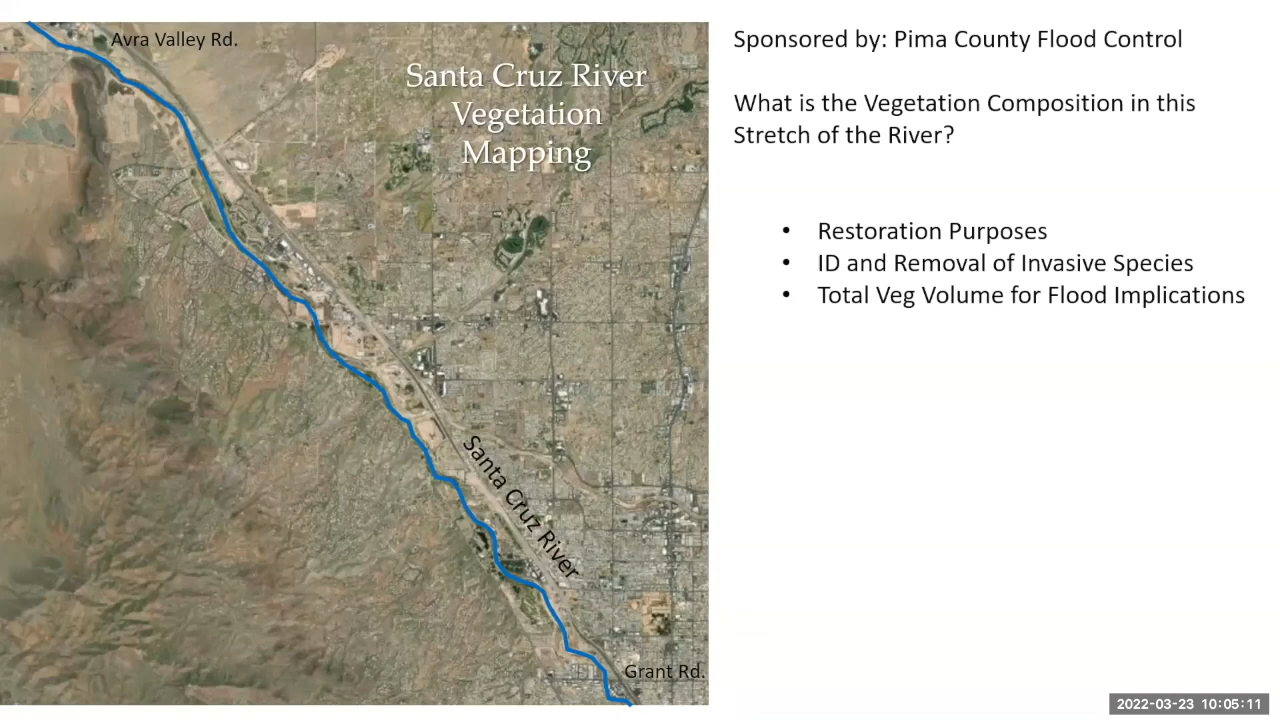 Avra Valley Rd.
Santa Cruz River
Vegetation
Mapping
Santa Cruz River
Grant Rd.
Sponsored by: Pima County Flood Control
What is the Vegetation Composition in this
Stretch of the River?
• Restoration Purposes
• ID and Removal of Invasive Species
• Total Veg Volume for Flood Implications
2022-03-23 10:05:11